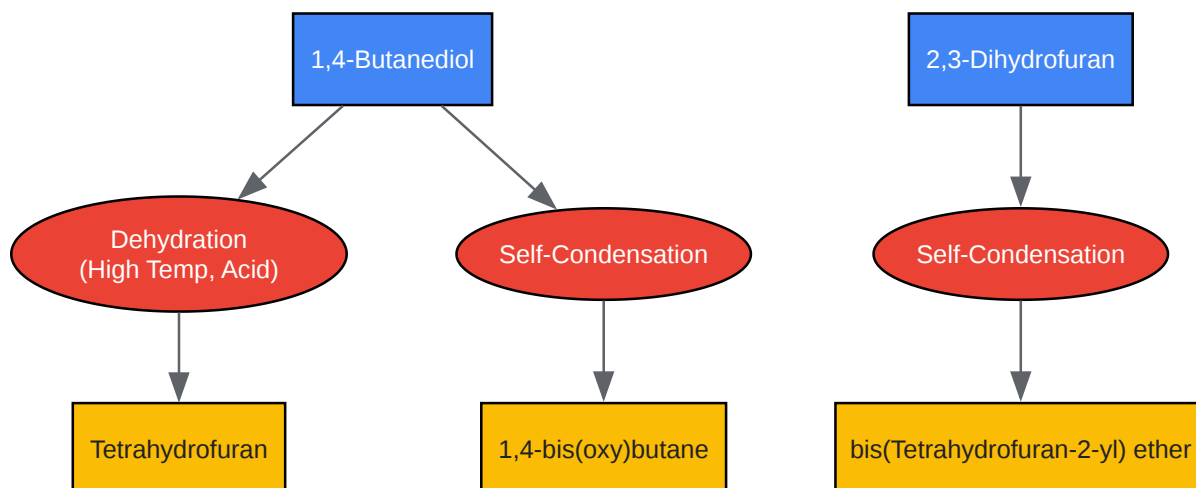 1,4-Butanediol
2,3-Dihydrofuran
Dehydration
(High Temp, Acid)
Self-Condensation
Self-Condensation
Tetrahydrofuran
1,4-bis(oxy)butane
bis(Tetrahydrofuran-2-yl) ether